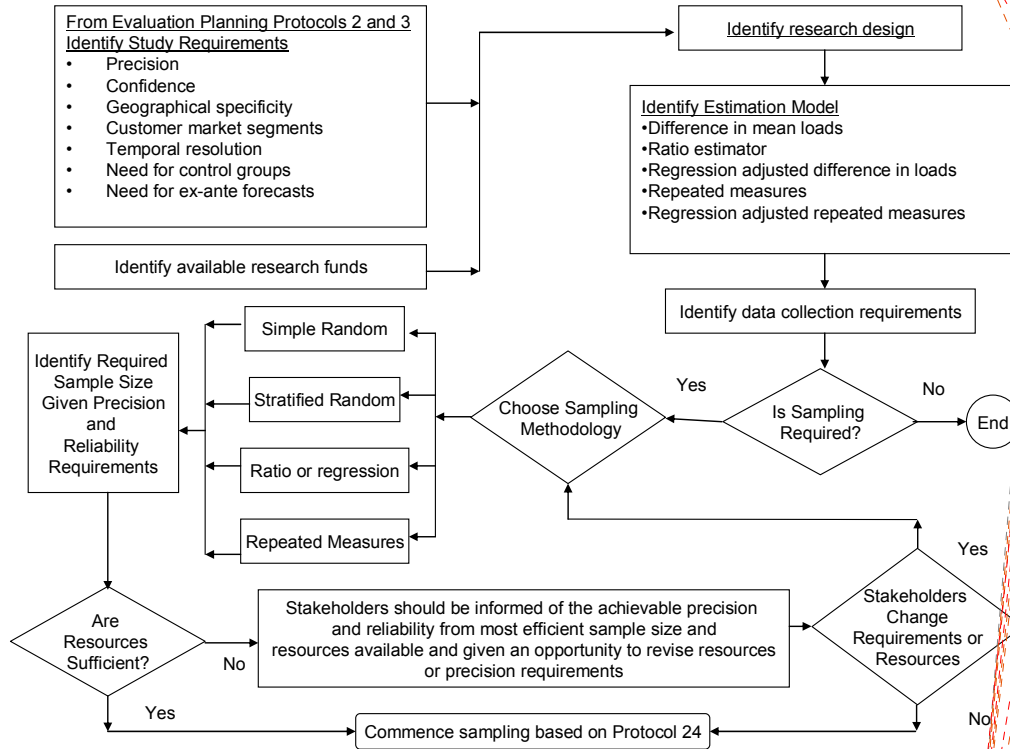 From Evaluation Planning Protocols 2 and 3
Identify Study Requirements
• Precision
• Confidence
• Geographical specificity
• Customer market segments
• Temporal resolution
• Need for control groups
• Need for ex-ante forecasts
Identify available research funds
Identify research design
Identify Estimation Model
•Difference in mean loads
•Ratio estimator
•Regression adjusted difference in loads
•Repeated measures
•Regression adjusted repeated measures
Identify data collection requirements
Is Sampling
Required?
No
End
Yes
Choose Sampling
Methodology
Simple Random
Stratified Random
Ratio or regression
Repeated Measures
Identify Required
Sample Size
Given Precision
and
Reliability
Requirements
Are
Resources
Sufficient?
No
Yes
Stakeholders should be informed of the achievable precision
and reliability from most efficient sample size and
resources available and given an opportunity to revise resources
or precision requirements
Stakeholders
Change
Requirements or
Resources
Yes
No
Commence sampling based on Protocol 24